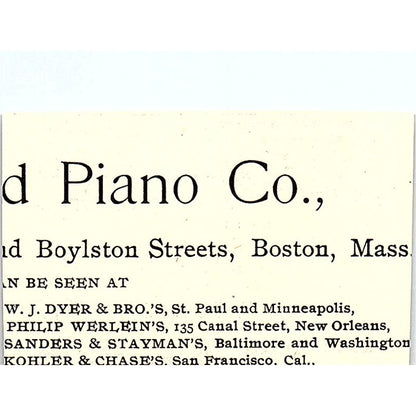 d Piano Co.,
nd Boylston Streets, Boston, Mass.
AN BE SEEN AT
W. J. DYER & BRO.'S, St. Paul and Minneapolis,
PHILIP WERLEIN'S, 135 Canal Street, New Orleans,
SANDERS & STAYMAN'S, Baltimore and Washington
KOHLER & CHASE'S, San Francisco, Cal.,